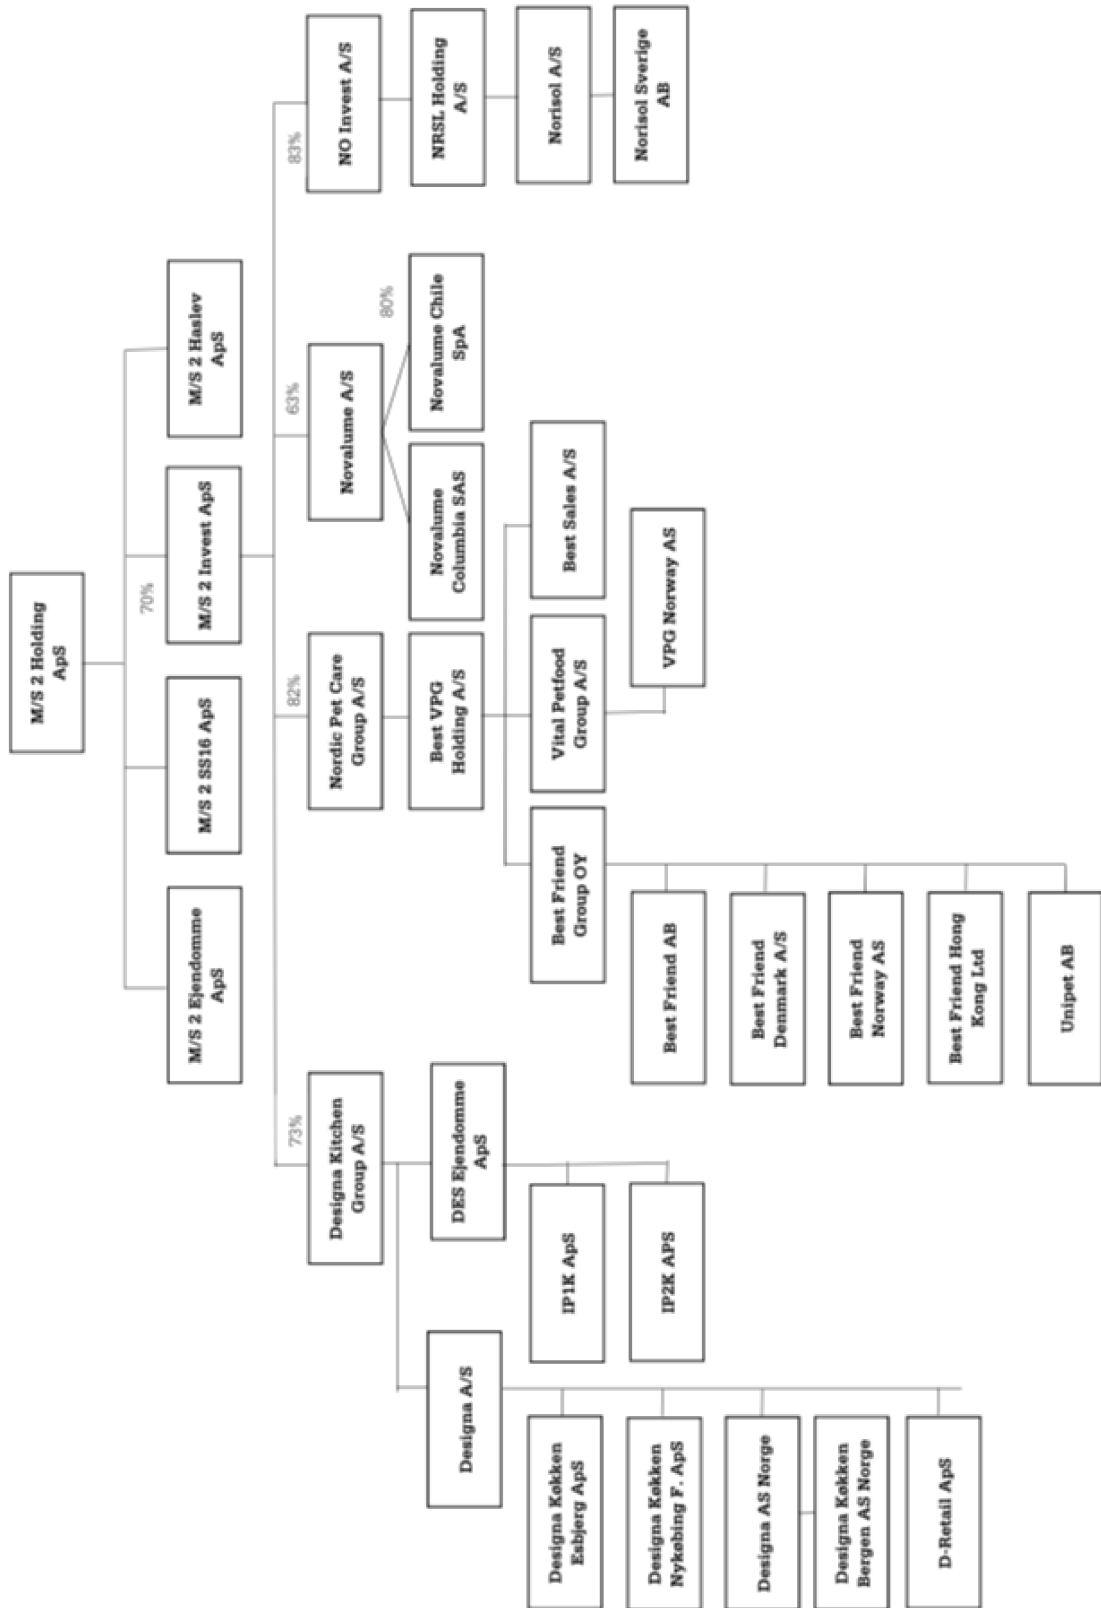 M/S 2 Holding
ApS
M/S 2 Ejendomme
ApS
M/S 2 SS16 ApS
70%
M/S 2 Invest ApS
M/S 2 Haslev
ApS
73%
Designa Kitchen
Group A/S
82%
Nordic Pet Care
Group A/S
63%
Novalume A/S
83%
NO Invest A/S
Designa A/S
DES Ejendomme
ApS
Best VPG
Holding A/S
Novalume
Columbia SAS
80%
Novalume Chile
SpA
NRSL Holding
A/S
Designa Køkken
Esbjerg ApS
IP1K ApS
Best Friend
Group OY
Vital Petfood
Group A/S
Best Sales A/S
Norisol A/S
Designa Køkken
Nykøbing F. ApS
IP2K APS
Best Friend AB
VPG Norway AS
Norisol Sverige
AB
Designa AS Norge
Best Friend
Denmark A/S
Designa Køkken
Bergen AS Norge
Best Friend
Norway AS
D-Retail ApS
Best Friend Hong
Kong Ltd
Unipet AB